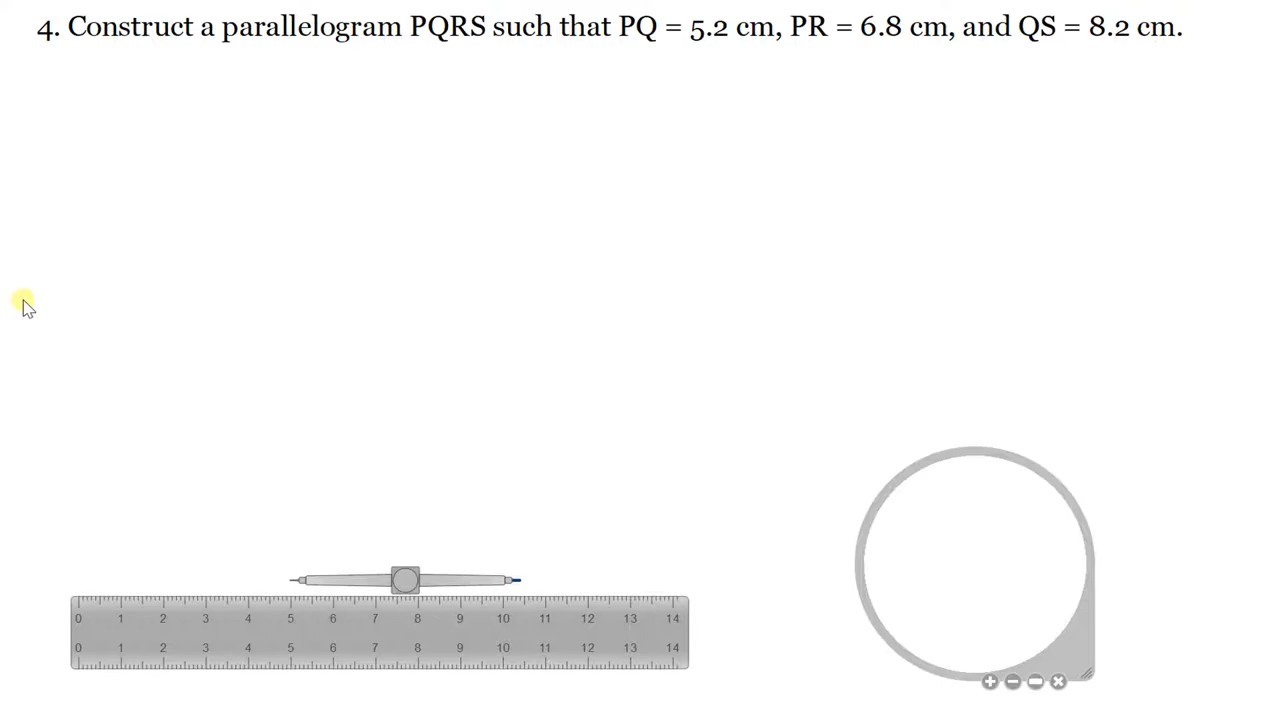 4. Construct a parallelogram PQRS such that PQ = 5.2 cm, PR = 6.8 cm, and QS = 8.2 cm.
0 1 2 3 4 5 6 7 8 9 10 11 12 13 14
0 1 2 3 4 5 6 7 8 9 10 11 12 13 14